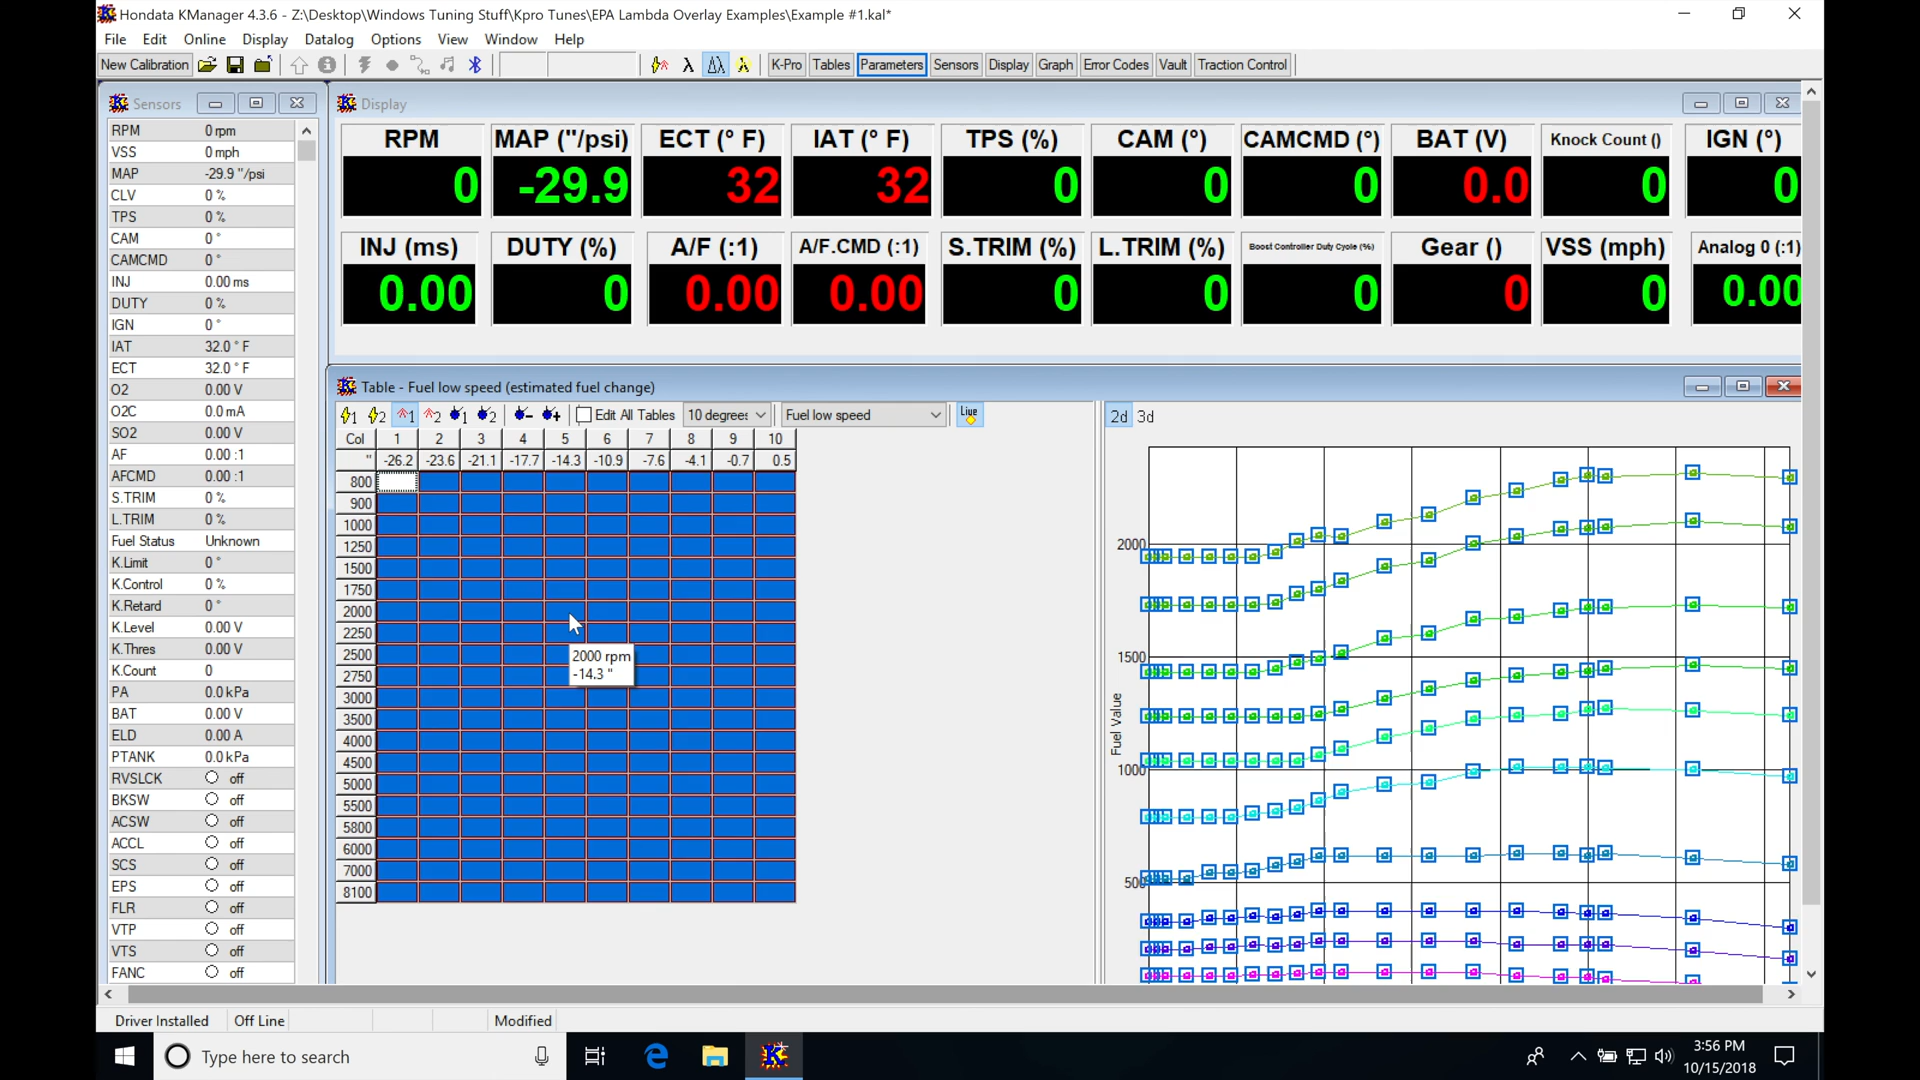 Hondata KManager 4.3.6 - Z:\Desktop\Windows Tuning Stuff\Kpro Tunes\EPA Lambda Overlay Examples\Example #1.kal*
File Edit Online Display Datalog Options View Window Help
New Calibration K-Pro Tables Parameters Sensors Display Graph Error Codes Vault Traction Control
Sensors
RPM 0 rpm
VSS 0 mph
MAP -29.9 "/psi
CLV 0 %
TPS 0 %
CAM 0 °
CAMCMD 0 °
INJ 0.00 ms
DUTY 0 %
IGN 0 °
IAT 32.0 ° F
ECT 32.0 ° F
O2 0.00 V
O2C 0.0 mA
SO2 0.00 V
AF 0.00 :1
AFCMD 0.00 :1
S.TRIM 0 %
L.TRIM 0 %
Fuel Status Unknown
K.Limit 0 °
K.Control 0 %
K.Retard 0 °
K.Level 0.00 V
K.Thres 0.00 V
K.Count 0
PA 0.0 kPa
BAT 0.00 V
ELD 0.00 A
PTANK 0.0 kPa
RVSLCK off
BKSW off
ACSW off
ACCL off
SCS off
EPS off
FLR off
VTP off
VTS off
FANC off
Display
RPM MAP ("/psi) ECT (° F) IAT (° F) TPS (%) CAM (°) CAMCMD (°) BAT (V) Knock Count () IGN (°)
0 -29.9 32 32 0 0 0 0.0 0 0
INJ (ms) DUTY (%) A/F (:1) A/F.CMD (:1) S.TRIM (%) L.TRIM (%) Boost Controller Duty Cycle (%) Gear () VSS (mph) Analog 0 (:1)
0.00 0 0.00 0.00 0 0 0 0 0 0.00
Table - Fuel low speed (estimated fuel change)
1 2 1 2 1 2 Edit All Tables 10 degrees Fuel low speed Live
Col 1 2 3 4 5 6 7 8 9 10
" -26.2 -23.6 -21.1 -17.7 -14.3 -10.9 -7.6 -4.1 -0.7 0.5
800
900
1000
1250
1500
1750
2000
2250
2500
2750
3000
3500
4000
4500
5000
5500
5800
6000
7000
8100
2000 rpm
-14.3 "
2d 3d
2000
1500
1000
500
Fuel Value
Driver Installed Off Line Modified
Type here to search
3:56 PM
10/15/2018